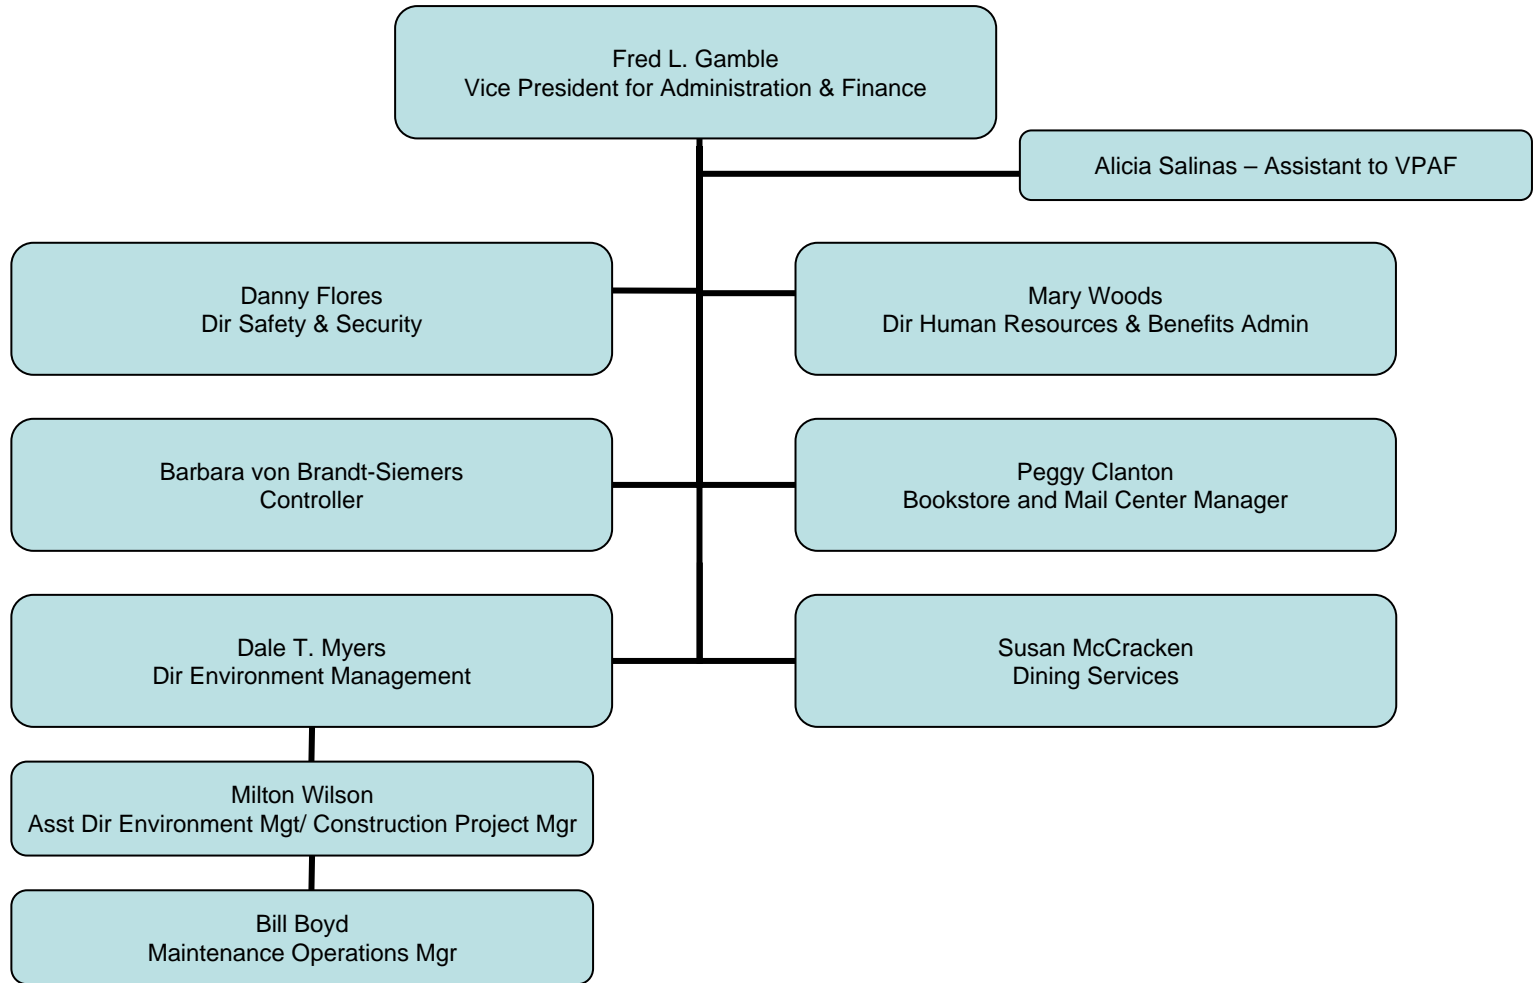 Fred L. Gamble
Vice President for Administration & Finance
Alicia Salinas – Assistant to VPAF
Danny Flores
Dir Safety & Security
Mary Woods
Dir Human Resources & Benefits Admin
Barbara von Brandt-Siemers
Controller
Peggy Clanton
Bookstore and Mail Center Manager
Dale T. Myers
Dir Environment Management
Susan McCracken
Dining Services
Milton Wilson
Asst Dir Environment Mgt/ Construction Project Mgr
Bill Boyd
Maintenance Operations Mgr